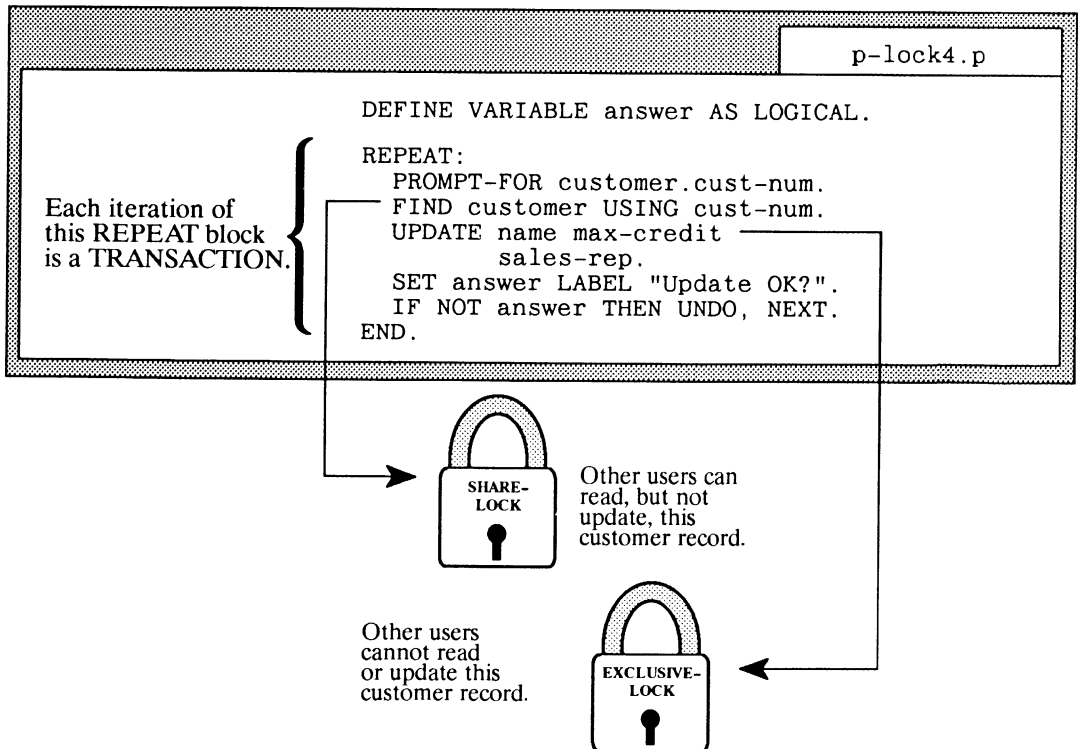 p-lock4.p
DEFINE VARIABLE answer AS LOGICAL.
REPEAT:
PROMPT-FOR customer.cust-num.
FIND customer USING cust-num.
UPDATE name max-credit
sales-rep.
SET answer LABEL "Update OK?".
IF NOT answer THEN UNDO, NEXT.
END.
Each iteration of
this REPEAT block
is a TRANSACTION.
SHARE-
LOCK
Other users can
read, but not
update, this
customer record.
Other users
cannot read
or update this
customer record.
EXCLUSIVE-
LOCK